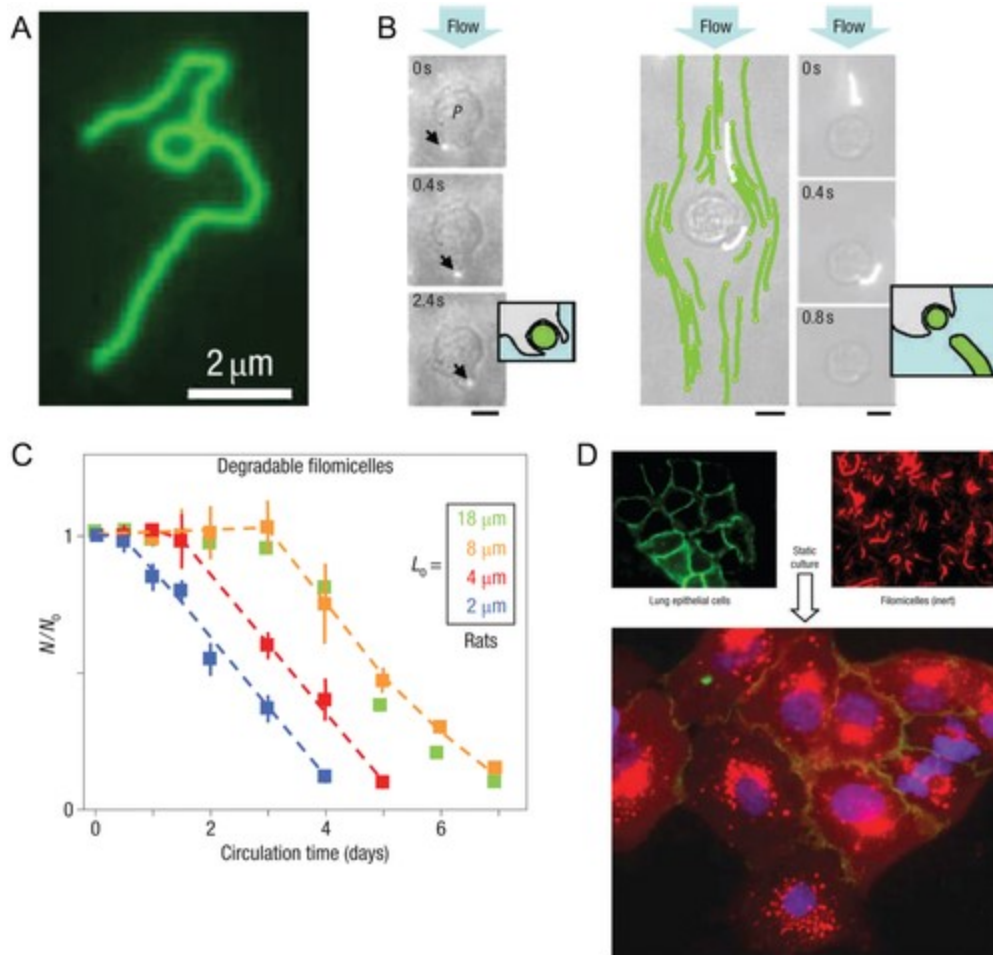 A
2 μm
B
Flow
0s
P
0.4s
2.4s
Flow
Flow
0s
0.4s
0.8s
C
Degradable filomicelles
N/N₀
1
0
L₀ =
18 μm
8 μm
4 μm
2 μm
Rats
0 2 4 6
Circulation time (days)
D
Static
culture
Lung epithelial cells
Filomicelles (inert)